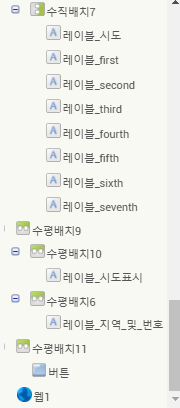 수직배치7
레이블_시도
레이블_first
레이블_second
레이블_third
레이블_fourth
레이블_fifth
레이블_sixth
레이블_seventh
수평배치9
수평배치10
레이블_시도표시
수평배치6
레이블_지역_및_번호
수평배치11
버튼
웹1